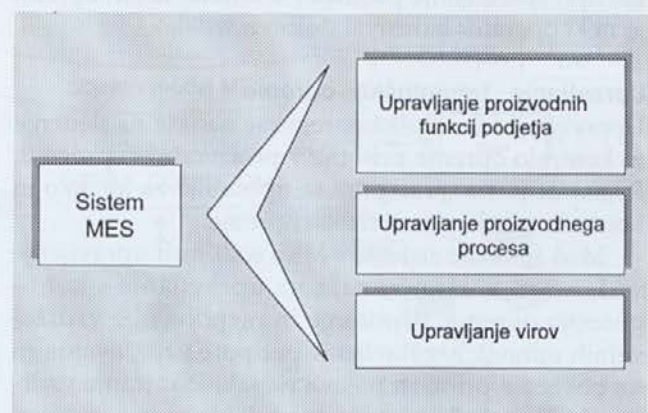 Sistem
MES
Upravljanje proizvodnih
funkcij podjetja
Upravljanje proizvodnega
procesa
Upravljanje virov